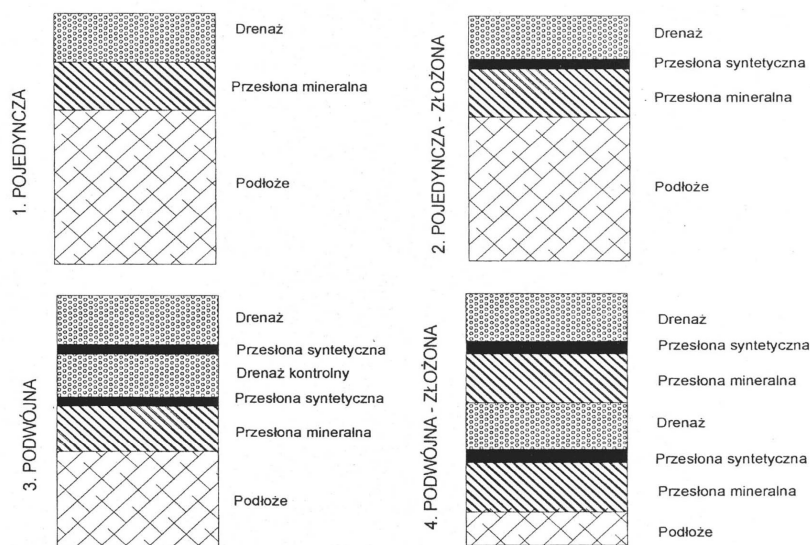 1. POJEDYNCZA
Drenaż
Przesłona mineralna
Podłoże
2. POJEDYNCZA - ZŁOŻONA
Drenaż
Przesłona syntetyczna
Przesłona mineralna
Podłoże
3. PODWÓJNA
Drenaż
Przesłona syntetyczna
Drenaż kontrolny
Przesłona syntetyczna
Przesłona mineralna
Podłoże
4. PODWÓJNA - ZŁOŻONA
Drenaż
Przesłona syntetyczna
Przesłona mineralna
Drenaż
Przesłona syntetyczna
Przesłona mineralna
Podłoże